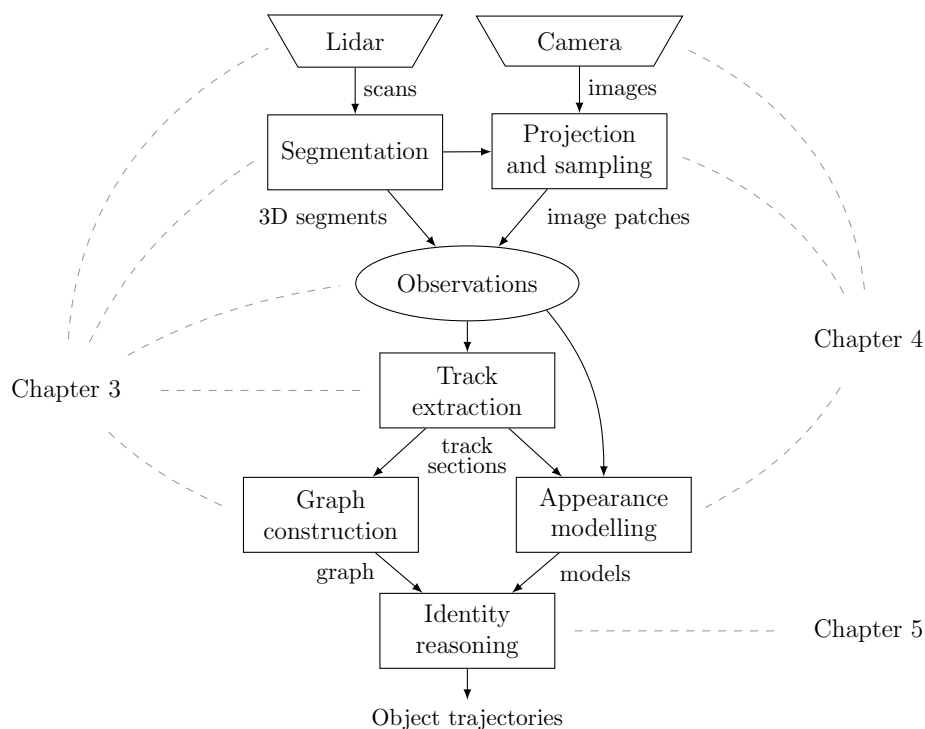 Lidar
Camera
scans
images
Segmentation
Projection
and sampling
3D segments
image patches
Observations
Chapter 4
Chapter 3
Track
extraction
track
sections
Graph
construction
Appearance
modelling
graph
models
Identity
reasoning
Chapter 5
Object trajectories